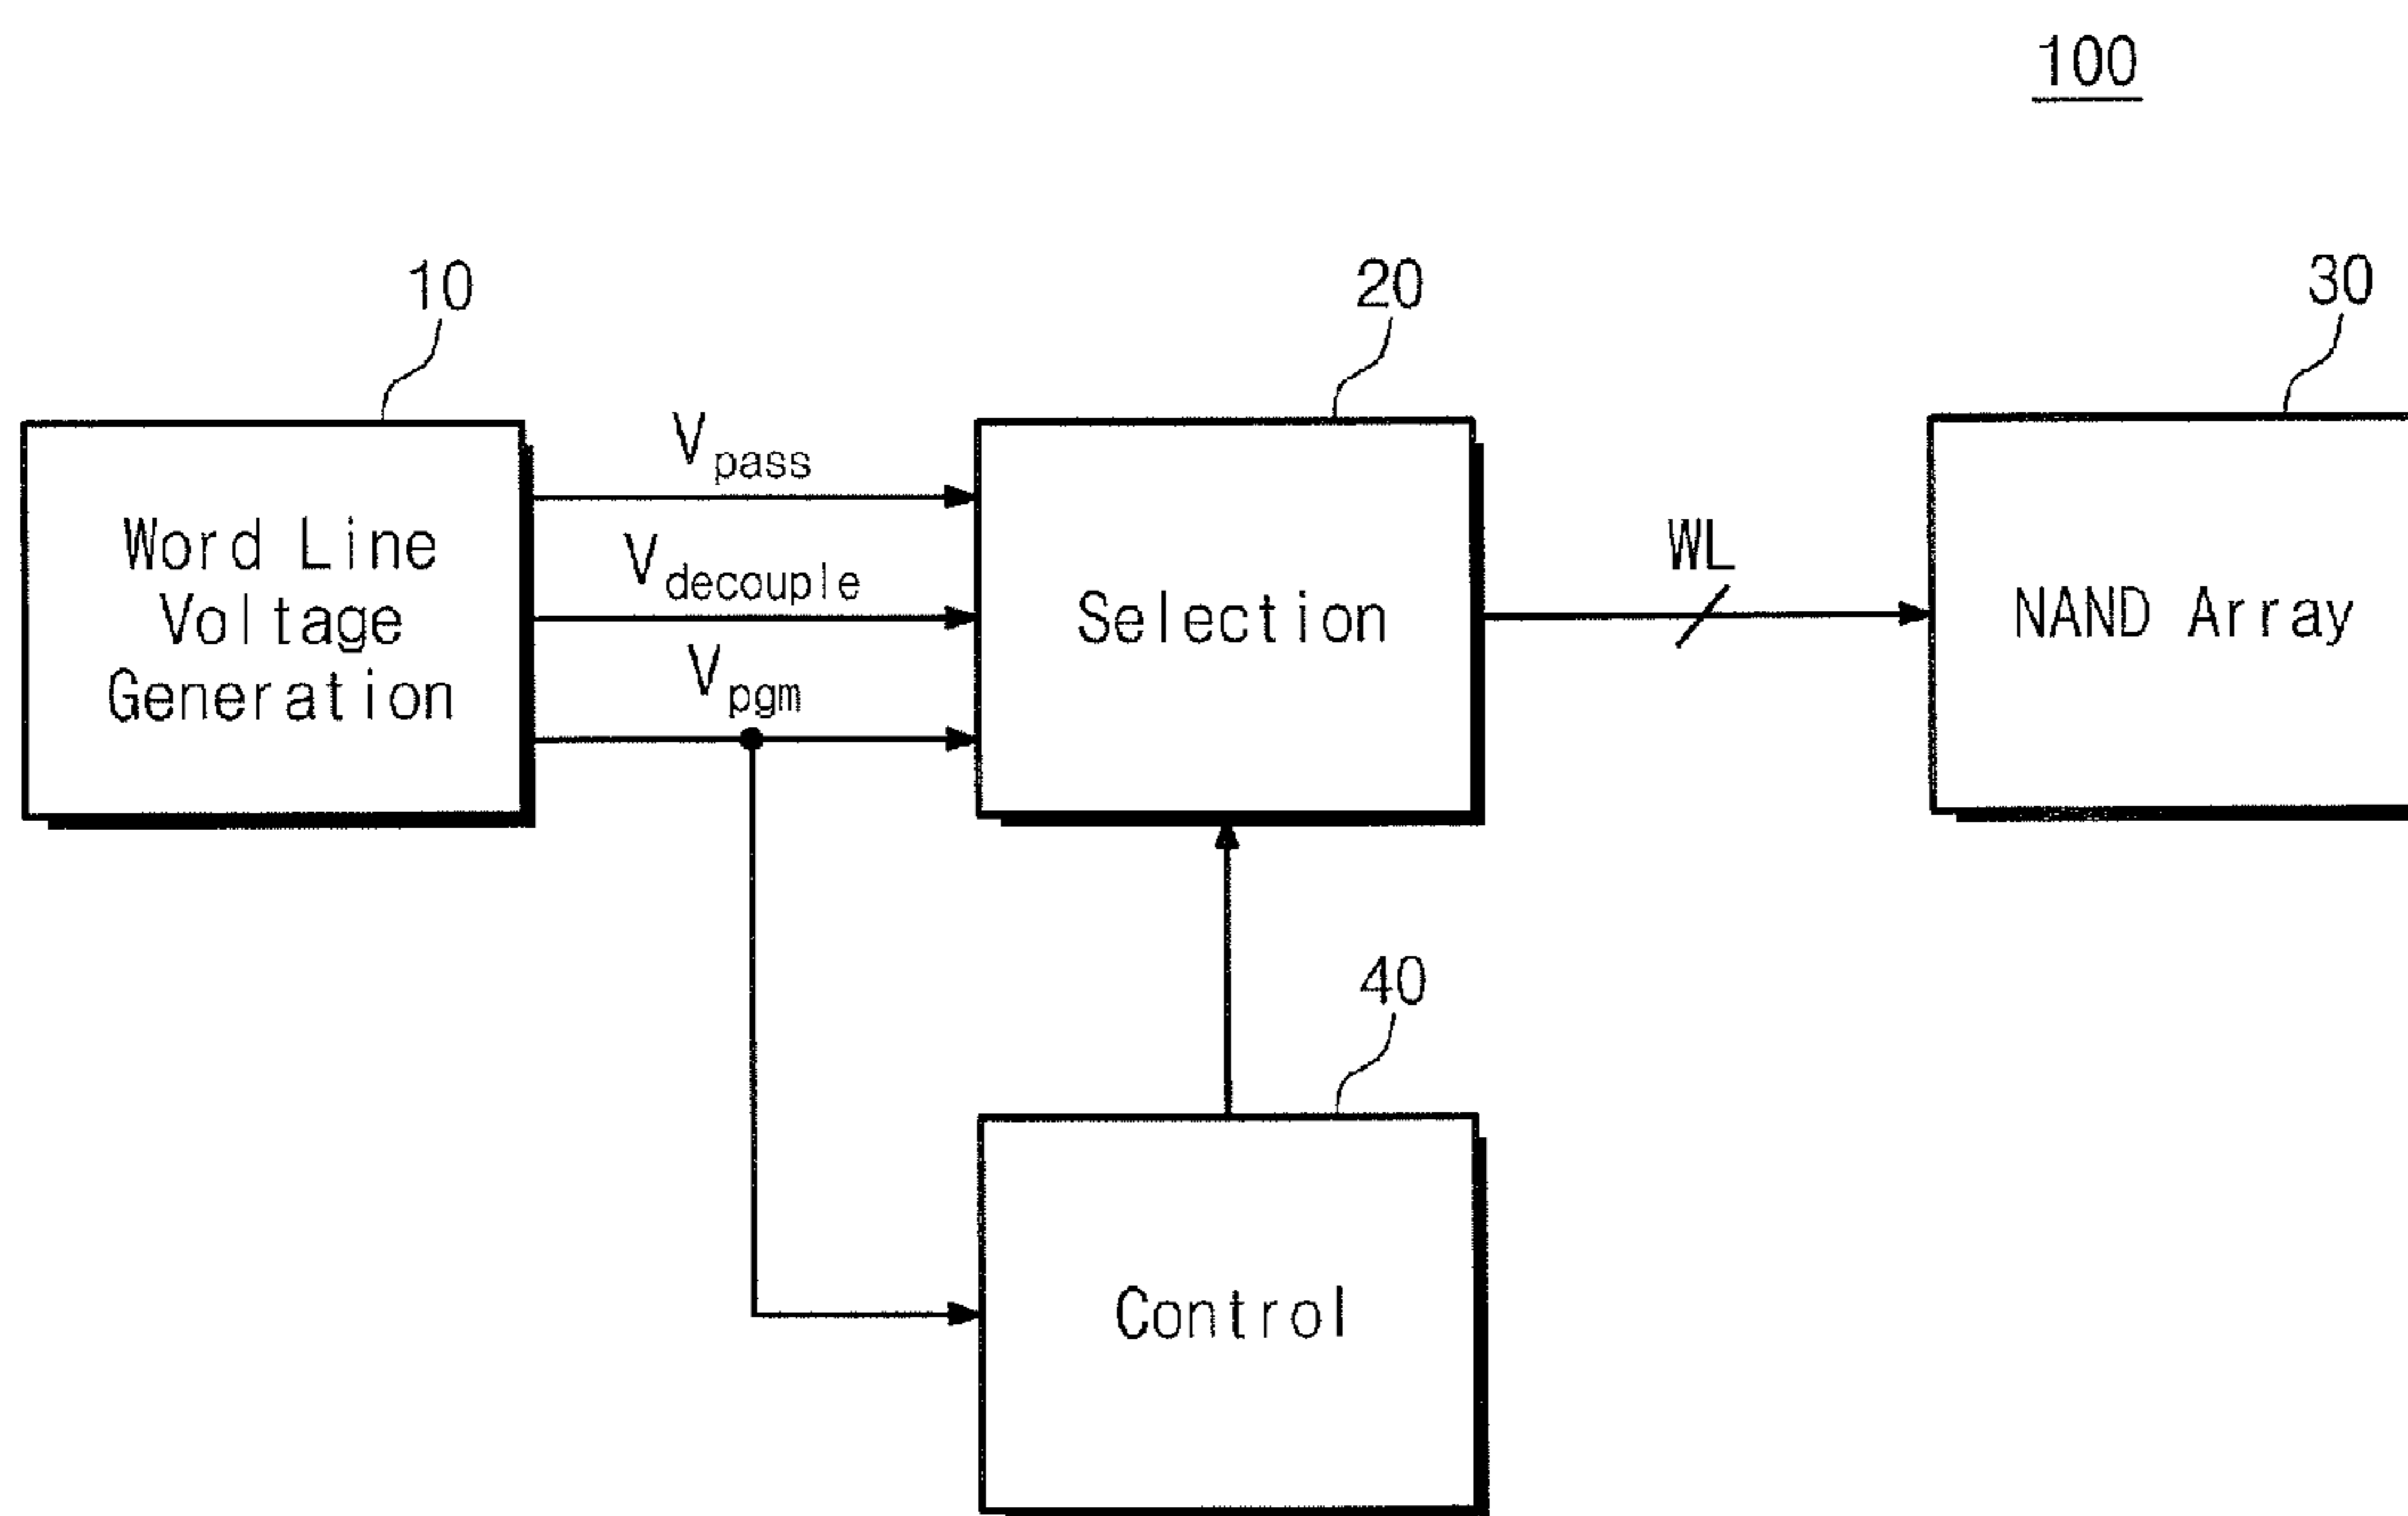 100
10
20
30
Word Line
Voltage
Generation
Vpass
Vdecouple
Vpgm
Selection
WL
NAND Array
40
Control